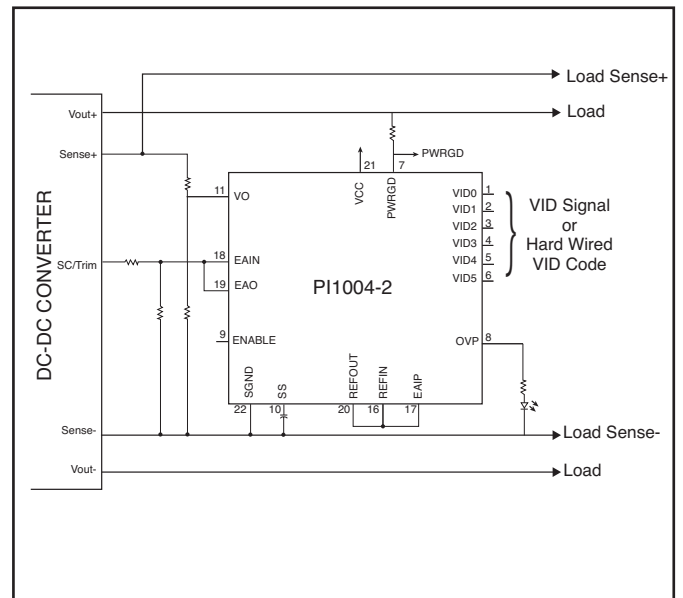 Load Sense+
Vout+
Load
PWRGD
Sense+
21
7
VCC
PWRGD
11
VO
VID0
1
VID1
2
VID2
3
VID3
4
VID4
5
VID5
6
VID Signal
or
Hard Wired
VID Code
DC-DC CONVERTER
SC/Trim
18
EAIN
19
EAO
PI1004-2
9
ENABLE
OVP
8
SGND
SS
REFOUT
REFIN
EAIP
22
10
20
16
17
Sense-
Load Sense-
Vout-
Load